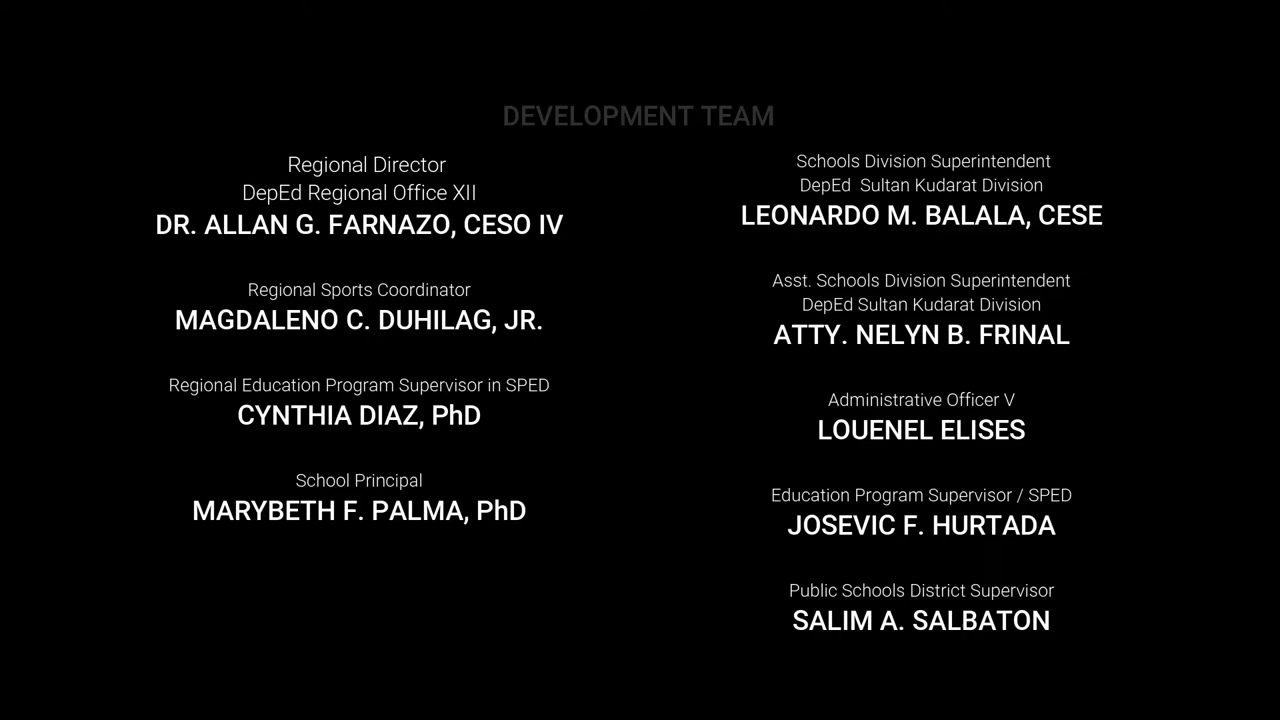 DEVELOPMENT TEAM
Regional Director
DepEd Regional Office XII
DR. ALLAN G. FARNAZO, CESO IV
Regional Sports Coordinator
MAGDALENO C. DUHILAG, JR.
Regional Education Program Supervisor in SPED
CYNTHIA DIAZ, PhD
School Principal
MARYBETH F. PALMA, PhD
Schools Division Superintendent
DepEd Sultan Kudarat Division
LEONARDO M. BALALA, CESE
Asst. Schools Division Superintendent
DepEd Sultan Kudarat Division
ATTY. NELYN B. FRINAL
Administrative Officer V
LOUENEL ELISES
Education Program Supervisor / SPED
JOSEVIC F. HURTADA
Public Schools District Supervisor
SALIM A. SALBATON